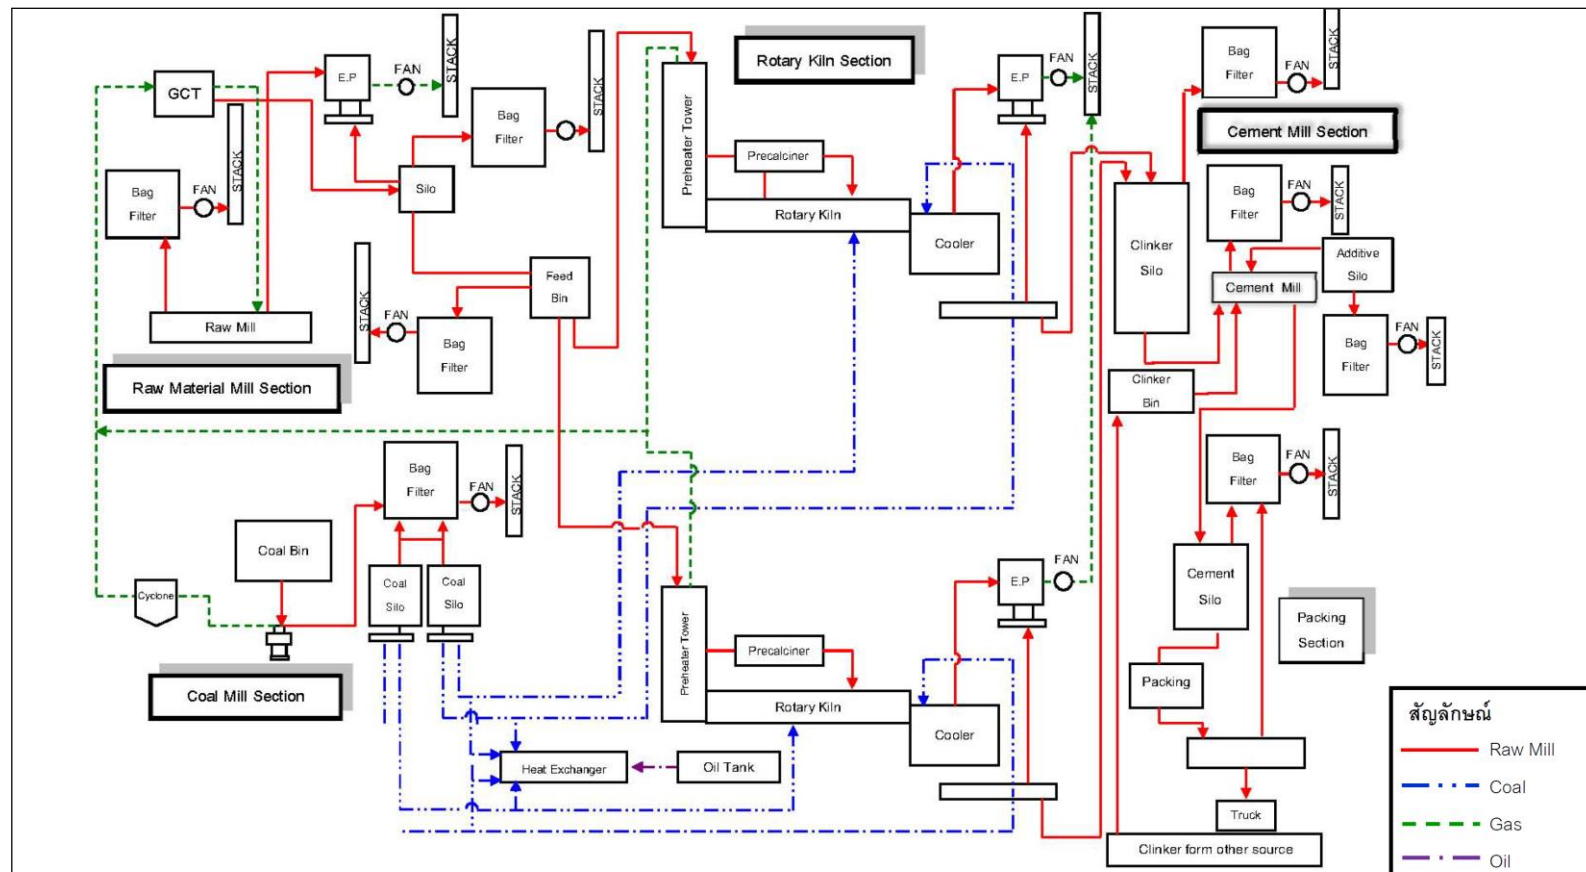 Rotary Kiln Section
STACK
Bag
Filter
FAN
STACK
E.P
FAN
STACK
GCT
STACK
Bag
Filter
STACK
Preheater Tower
Precalciner
E.P
FAN
STACK
Cement Mill Section
Bag
Filter
FAN
STACK
Silo
Rotary Kiln
Cooler
Clinker
Silo
Bag
Filter
FAN
STACK
Additive
Silo
Cement Mill
Feed
Bin
STACK
FAN
Bag
Filter
Raw Mill
Raw Material Mill Section
Bag
Filter
FAN
STACK
Clinker
Bin
Bag
Filter
FAN
STACK
Bag
Filter
FAN
STACK
Coal Bin
Cyclone
Coal
Silo
Coal
Silo
Coal Mill Section
Preheater Tower
Precalciner
Rotary Kiln
E.P
FAN
Cooler
Cement
Silo
Packing
Section
Packing
Heat Exchanger
Oil Tank
Truck
Clinker form other source
สัญลักษณ์
Raw Mill
Coal
Gas
Oil